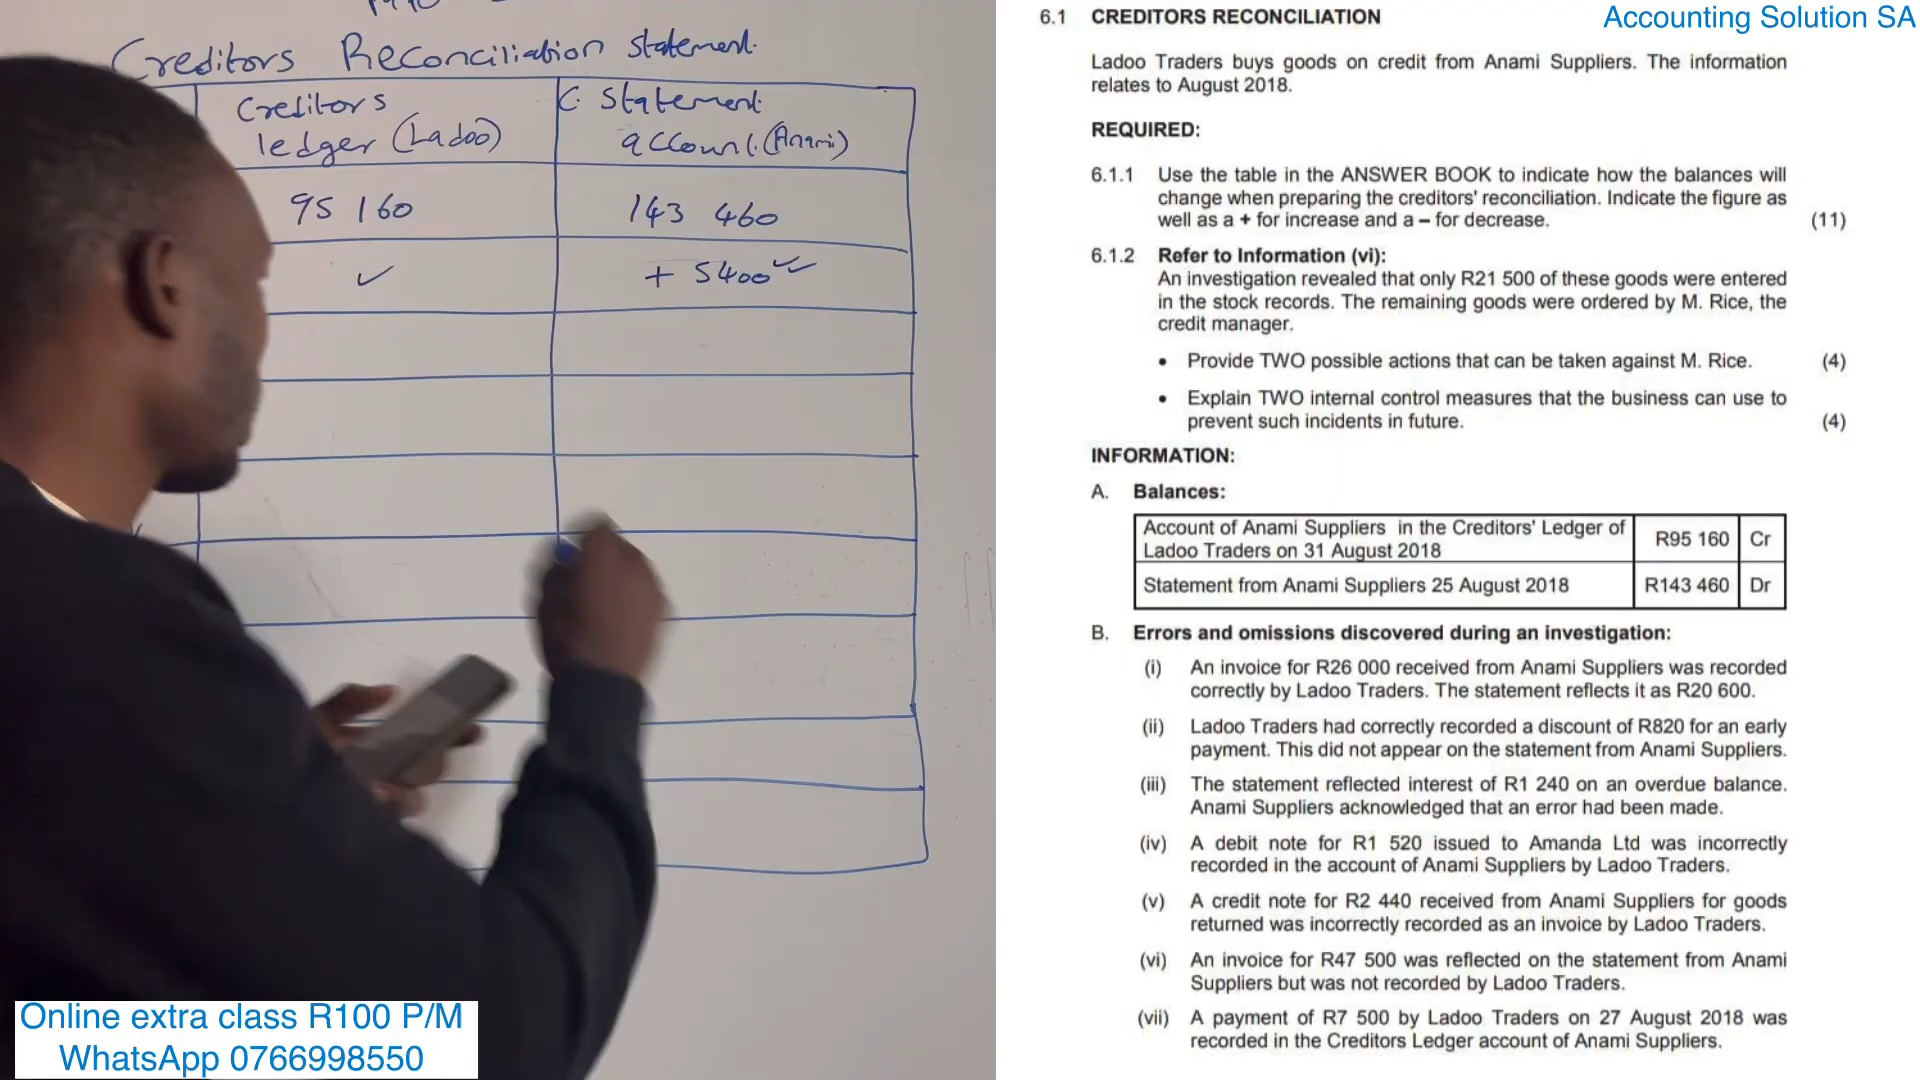 Creditors Reconciliation Statement.
Creditors
ledger (Ladoo)
C. Statement
account. (Anami)
95 160
143 460
✓
+ 5400 ✓✓
Online extra class R100 P/M
WhatsApp 0766998550
Accounting Solution SA
6.1 CREDITORS RECONCILIATION
Ladoo Traders buys goods on credit from Anami Suppliers. The information
relates to August 2018.
REQUIRED:
6.1.1 Use the table in the ANSWER BOOK to indicate how the balances will
change when preparing the creditors' reconciliation. Indicate the figure as
well as a + for increase and a – for decrease. (11)
6.1.2 Refer to Information (vi):
An investigation revealed that only R21 500 of these goods were entered
in the stock records. The remaining goods were ordered by M. Rice, the
credit manager.
• Provide TWO possible actions that can be taken against M. Rice. (4)
• Explain TWO internal control measures that the business can use to
prevent such incidents in future. (4)
INFORMATION:
A. Balances:
Account of Anami Suppliers in the Creditors' Ledger of
Ladoo Traders on 31 August 2018 R95 160 Cr
Statement from Anami Suppliers 25 August 2018 R143 460 Dr
B. Errors and omissions discovered during an investigation:
(i) An invoice for R26 000 received from Anami Suppliers was recorded
correctly by Ladoo Traders. The statement reflects it as R20 600.
(ii) Ladoo Traders had correctly recorded a discount of R820 for an early
payment. This did not appear on the statement from Anami Suppliers.
(iii) The statement reflected interest of R1 240 on an overdue balance.
Anami Suppliers acknowledged that an error had been made.
(iv) A debit note for R1 520 issued to Amanda Ltd was incorrectly
recorded in the account of Anami Suppliers by Ladoo Traders.
(v) A credit note for R2 440 received from Anami Suppliers for goods
returned was incorrectly recorded as an invoice by Ladoo Traders.
(vi) An invoice for R47 500 was reflected on the statement from Anami
Suppliers but was not recorded by Ladoo Traders.
(vii) A payment of R7 500 by Ladoo Traders on 27 August 2018 was
recorded in the Creditors Ledger account of Anami Suppliers.